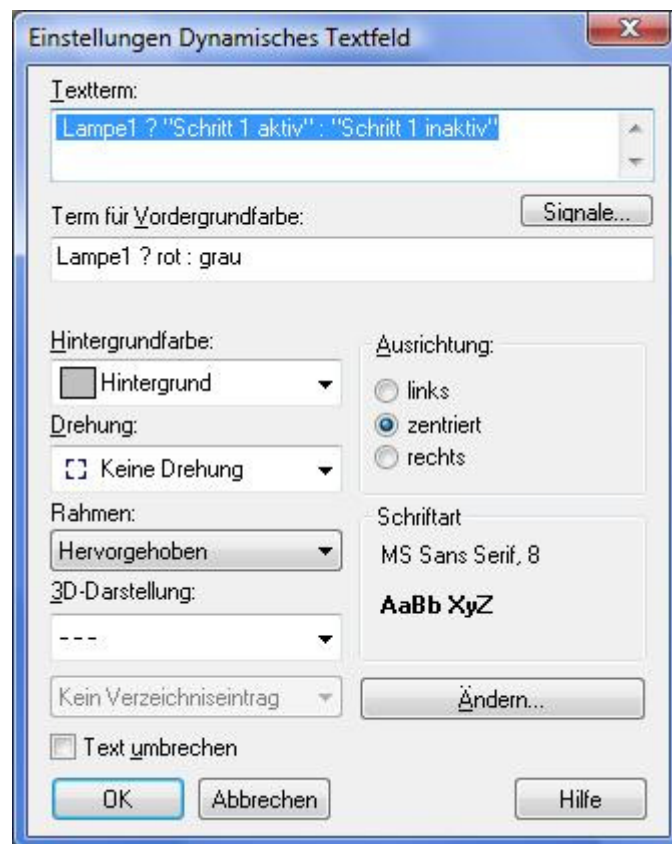 Einstellungen Dynamisches Textfeld
Textterm:
Lampe1 ? "Schritt 1 aktiv" : "Schritt 1 inaktiv"
Term für Vordergrundfarbe:
Signale...
Lampe1 ? rot : grau
Hintergrundfarbe:
Hintergrund
Drehung:
Keine Drehung
Rahmen:
Hervorgehoben
3D-Darstellung:
---
Kein Verzeichniseintrag
Text umbrechen
Ausrichtung:
links
zentriert
rechts
Schriftart
MS Sans Serif, 8
AaBb XyZ
Ändern...
OK
Abbrechen
Hilfe